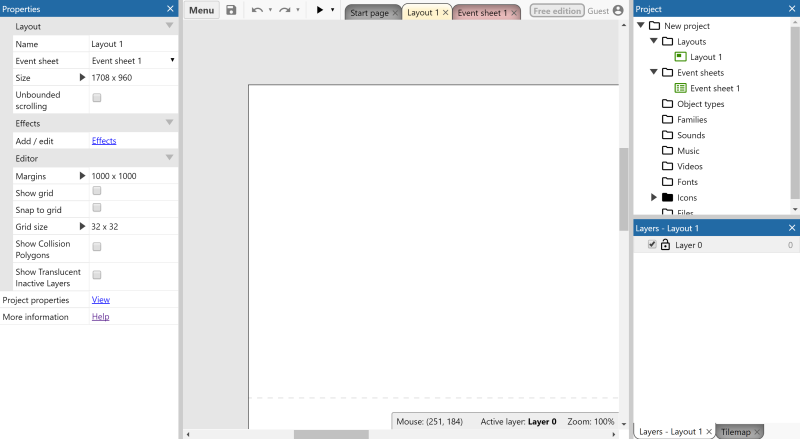 Properties
Layout
Name Layout 1
Event sheet Event sheet 1
Size 1708 x 960
Unbounded
scrolling
Effects
Add / edit Effects
Editor
Margins 1000 x 1000
Show grid
Snap to grid
Grid size 32 x 32
Show Collision
Polygons
Show Translucent
Inactive Layers
Project properties View
More information Help
Menu
Start page Layout 1 Event sheet 1
Free edition Guest
Mouse: (251, 184) Active layer: Layer 0 Zoom: 100%
Project
New project
Layouts
Layout 1
Event sheets
Event sheet 1
Object types
Families
Sounds
Music
Videos
Fonts
Icons
Files
Layers - Layout 1
Layer 0 0
Layers - Layout 1 Tilemap